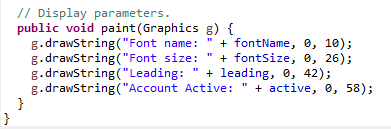 // Display parameters.
public void paint(Graphics g) {
g.drawString("Font name: " + fontName, 0, 10);
g.drawString("Font size: " + fontSize, 0, 26);
g.drawString("Leading: " + leading, 0, 42);
g.drawString("Account Active: " + active, 0, 58);
}
}